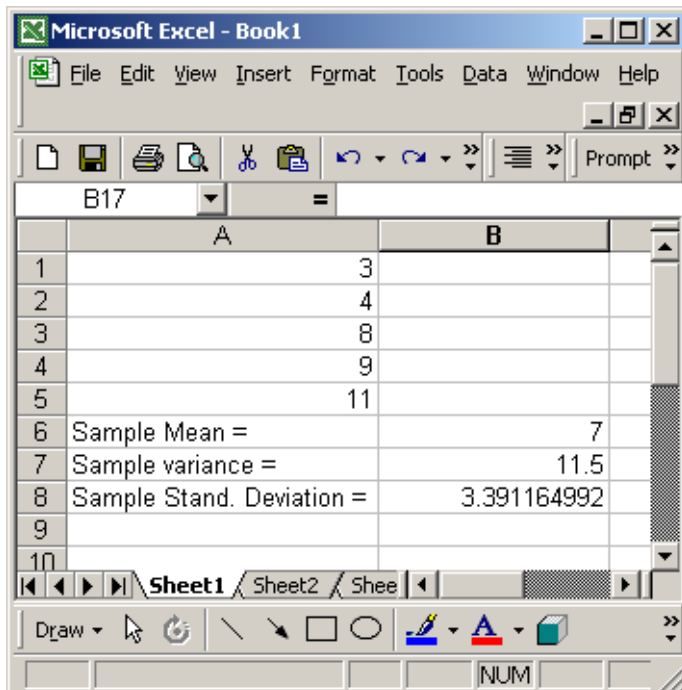 Microsoft Excel - Book1
File Edit View Insert Format Tools Data Window Help
Prompt
B17 =
A B
1 3
2 4
3 8
4 9
5 11
6 Sample Mean = 7
7 Sample variance = 11.5
8 Sample Stand. Deviation = 3.391164992
9
10
Sheet1 Sheet2 Shee
Draw A
NUM